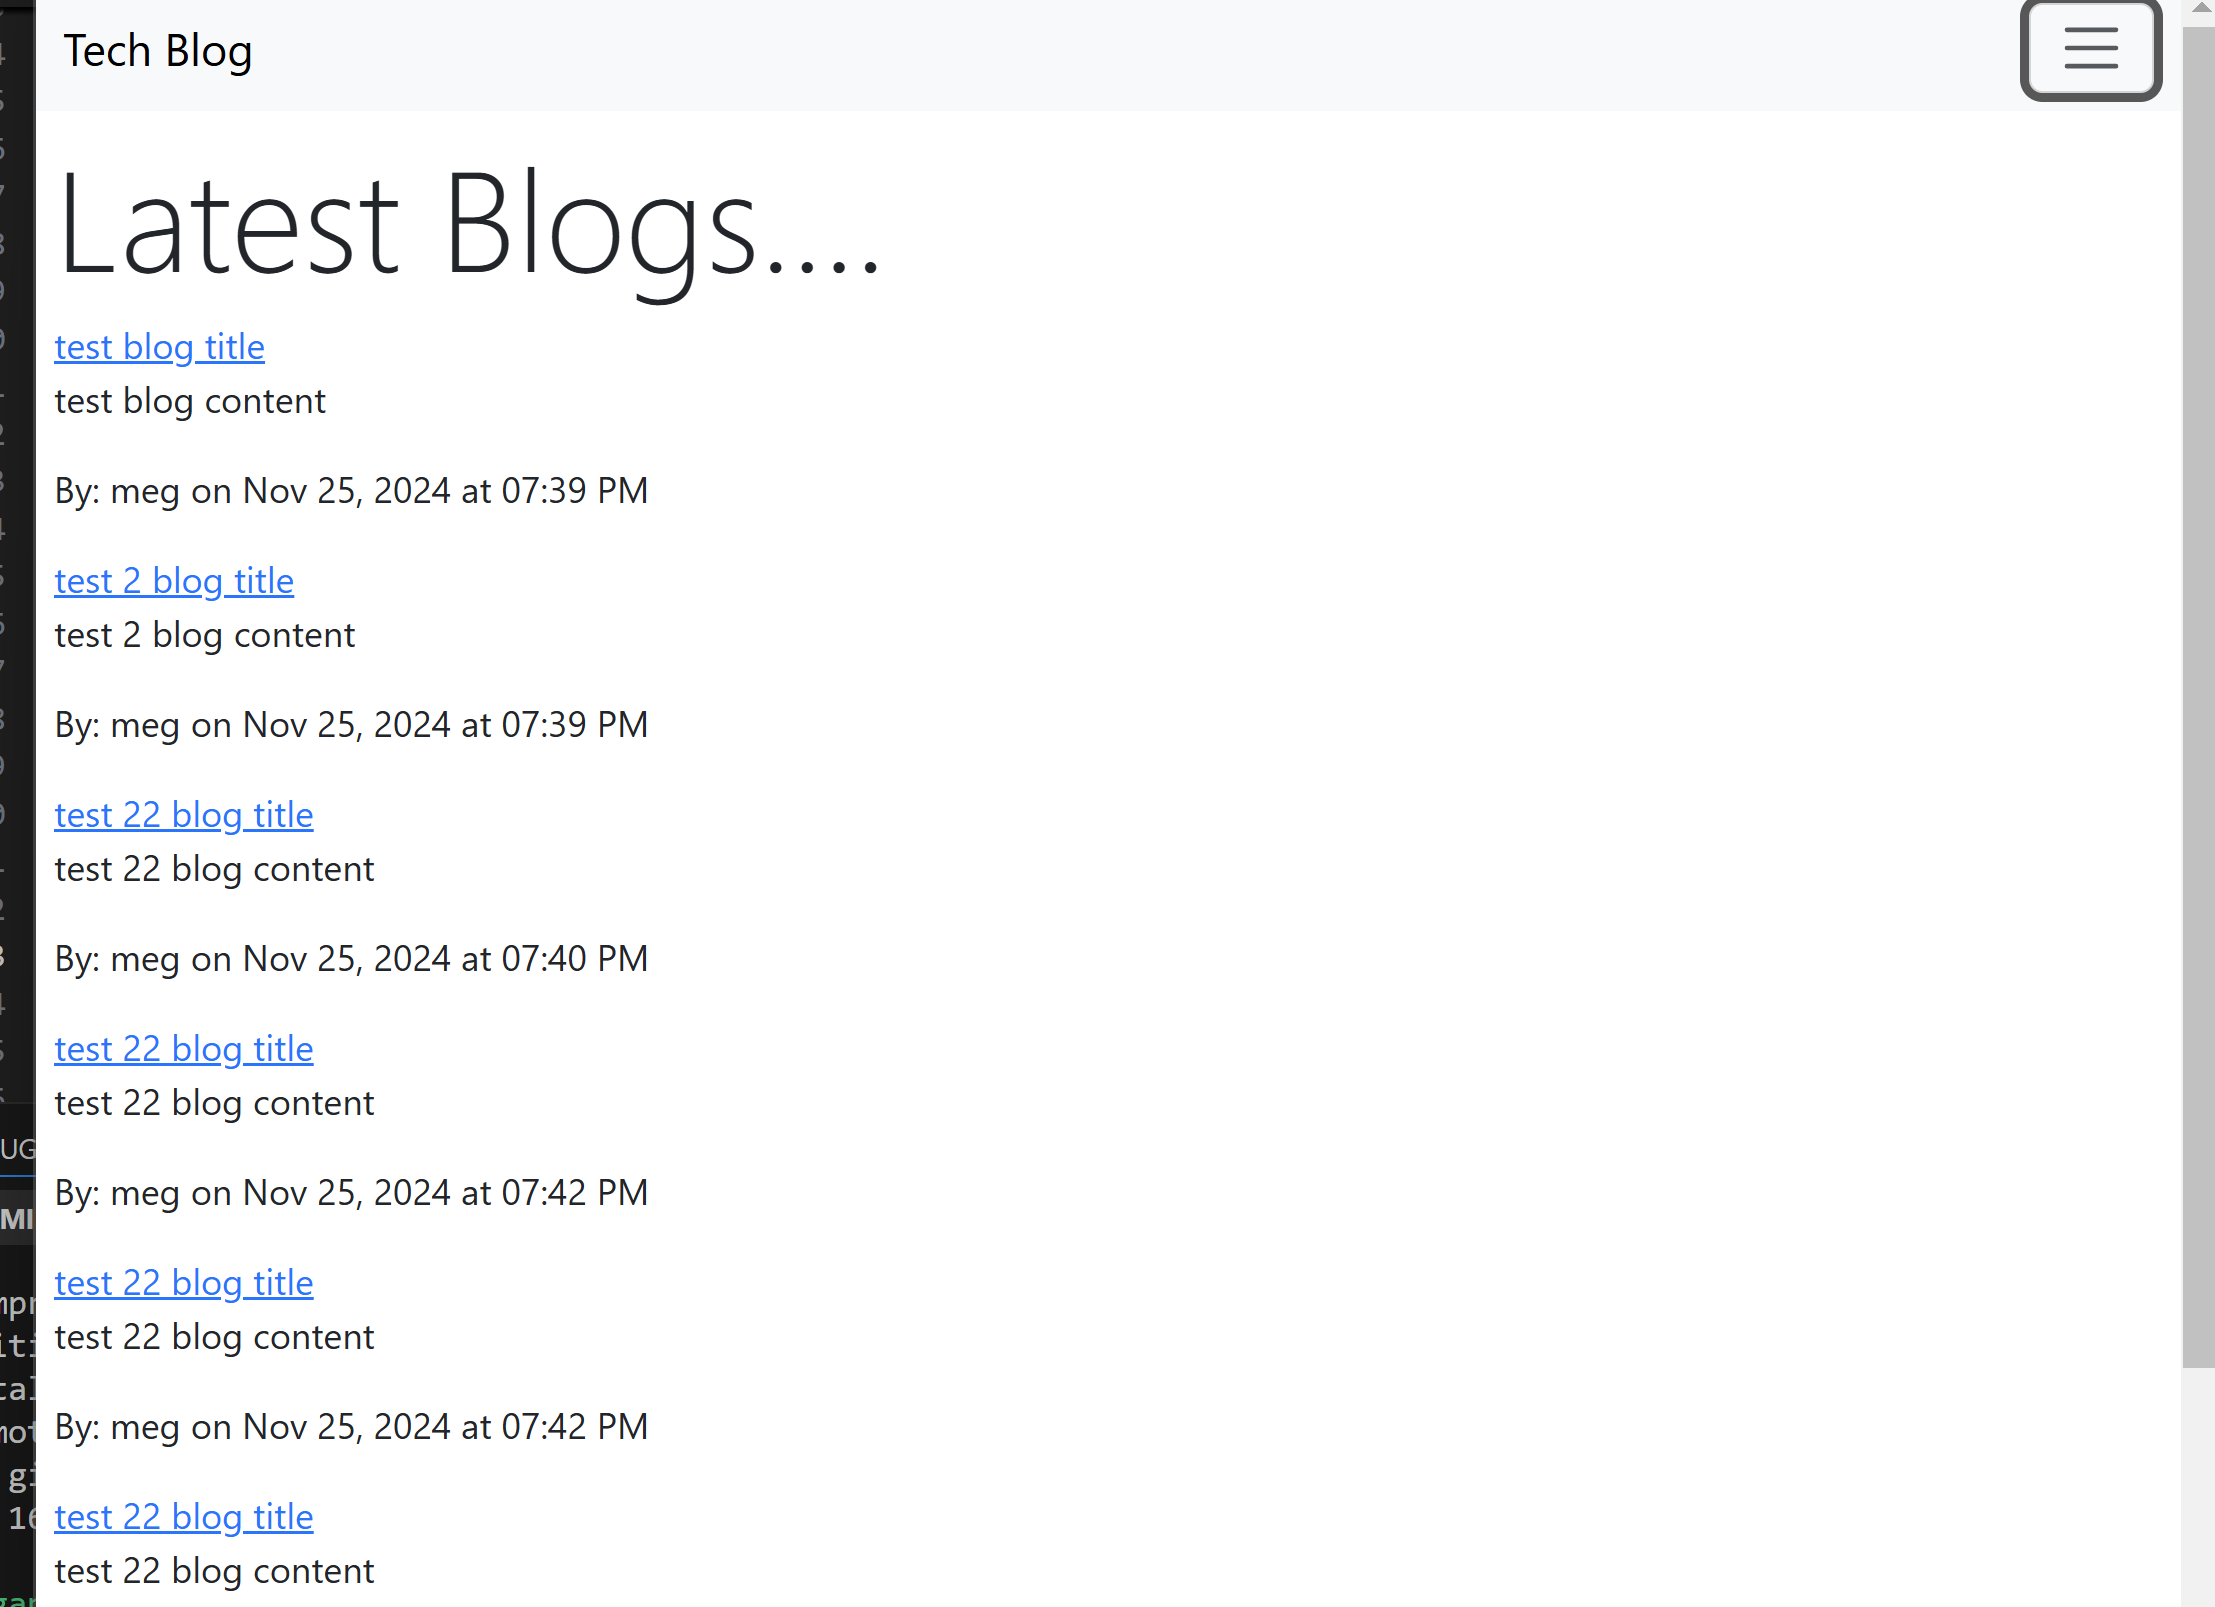 Tech Blog
Latest Blogs....
test blog title
test blog content
By: meg on Nov 25, 2024 at 07:39 PM
test 2 blog title
test 2 blog content
By: meg on Nov 25, 2024 at 07:39 PM
test 22 blog title
test 22 blog content
By: meg on Nov 25, 2024 at 07:40 PM
test 22 blog title
test 22 blog content
By: meg on Nov 25, 2024 at 07:42 PM
test 22 blog title
test 22 blog content
By: meg on Nov 25, 2024 at 07:42 PM
test 22 blog title
test 22 blog content